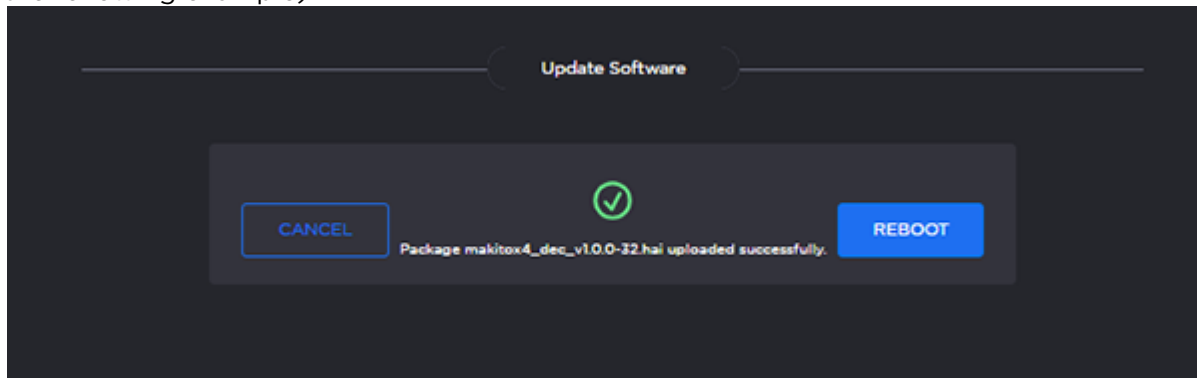 Update Software
CANCEL
Package makitox4_dec_v1.0.0-32.hai uploaded successfully.
REBOOT